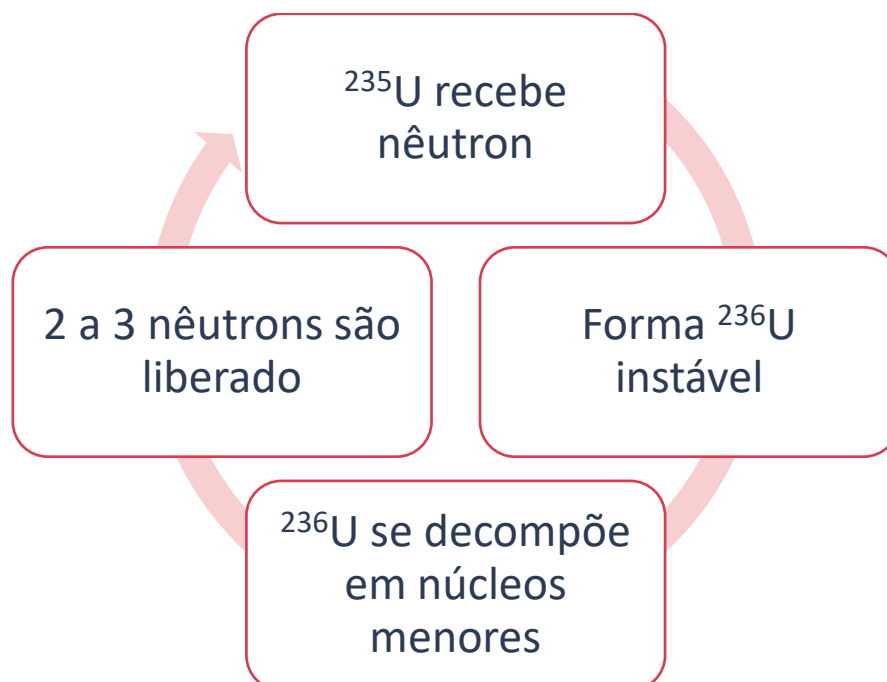 ²³⁵U recebe
nêutron
Forma ²³⁶U
instável
²³⁶U se decompõe
em núcleos
menores
2 a 3 nêutrons são
liberado